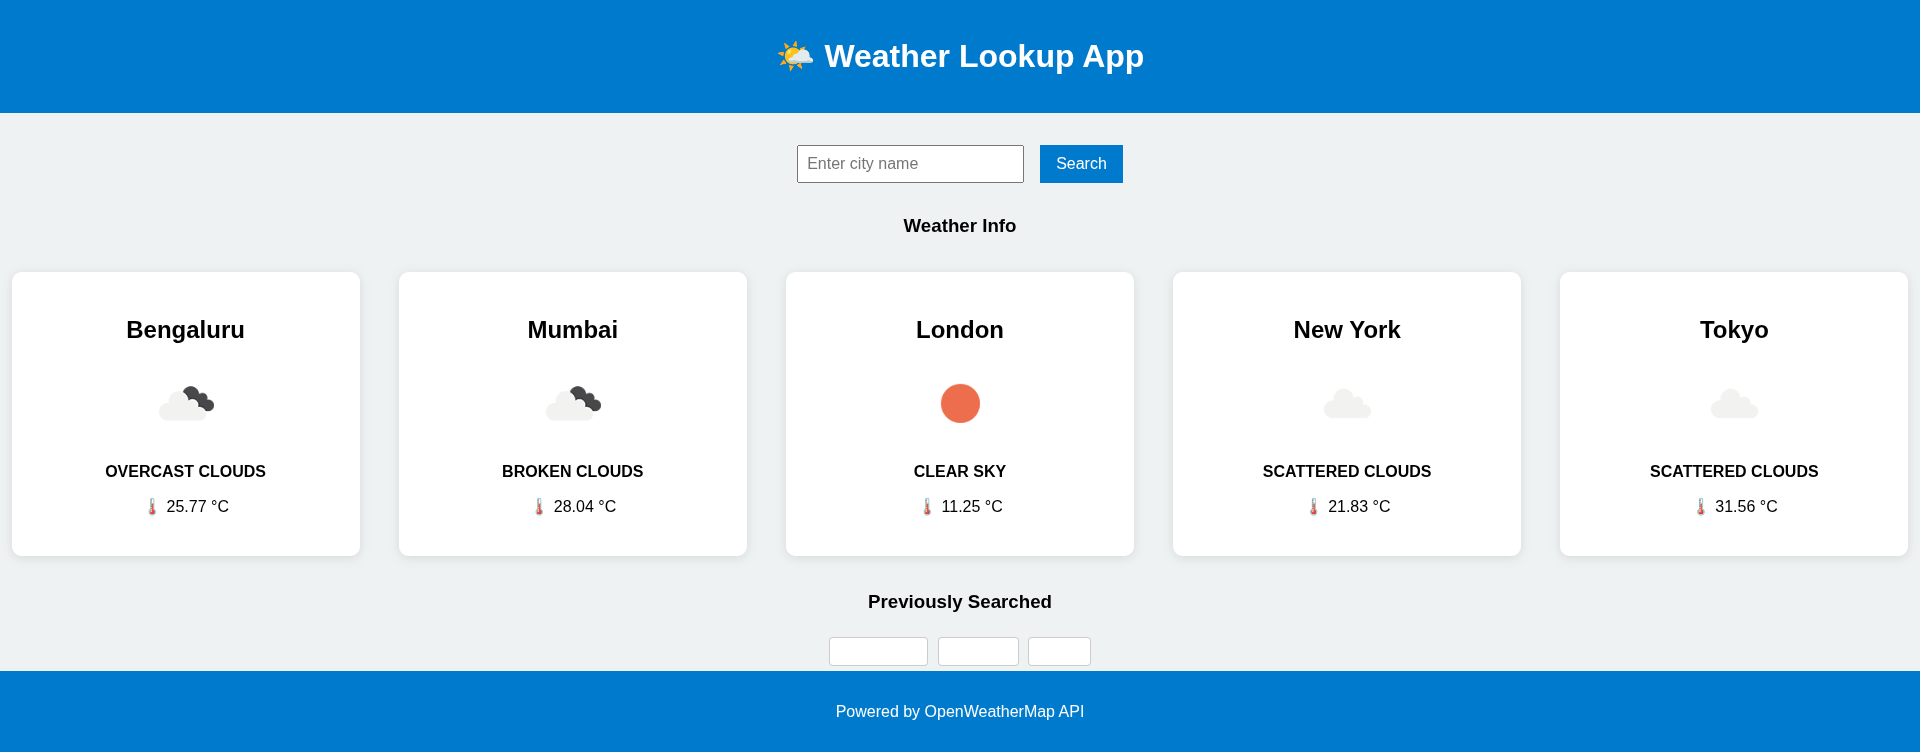 🌤️ Weather Lookup App
Enter city name
Search
Weather Info
Bengaluru
OVERCAST CLOUDS
🌡️ 25.77 °C
Mumbai
BROKEN CLOUDS
🌡️ 28.04 °C
London
CLEAR SKY
🌡️ 11.25 °C
New York
SCATTERED CLOUDS
🌡️ 21.83 °C
Tokyo
SCATTERED CLOUDS
🌡️ 31.56 °C
Previously Searched
Powered by OpenWeatherMap API